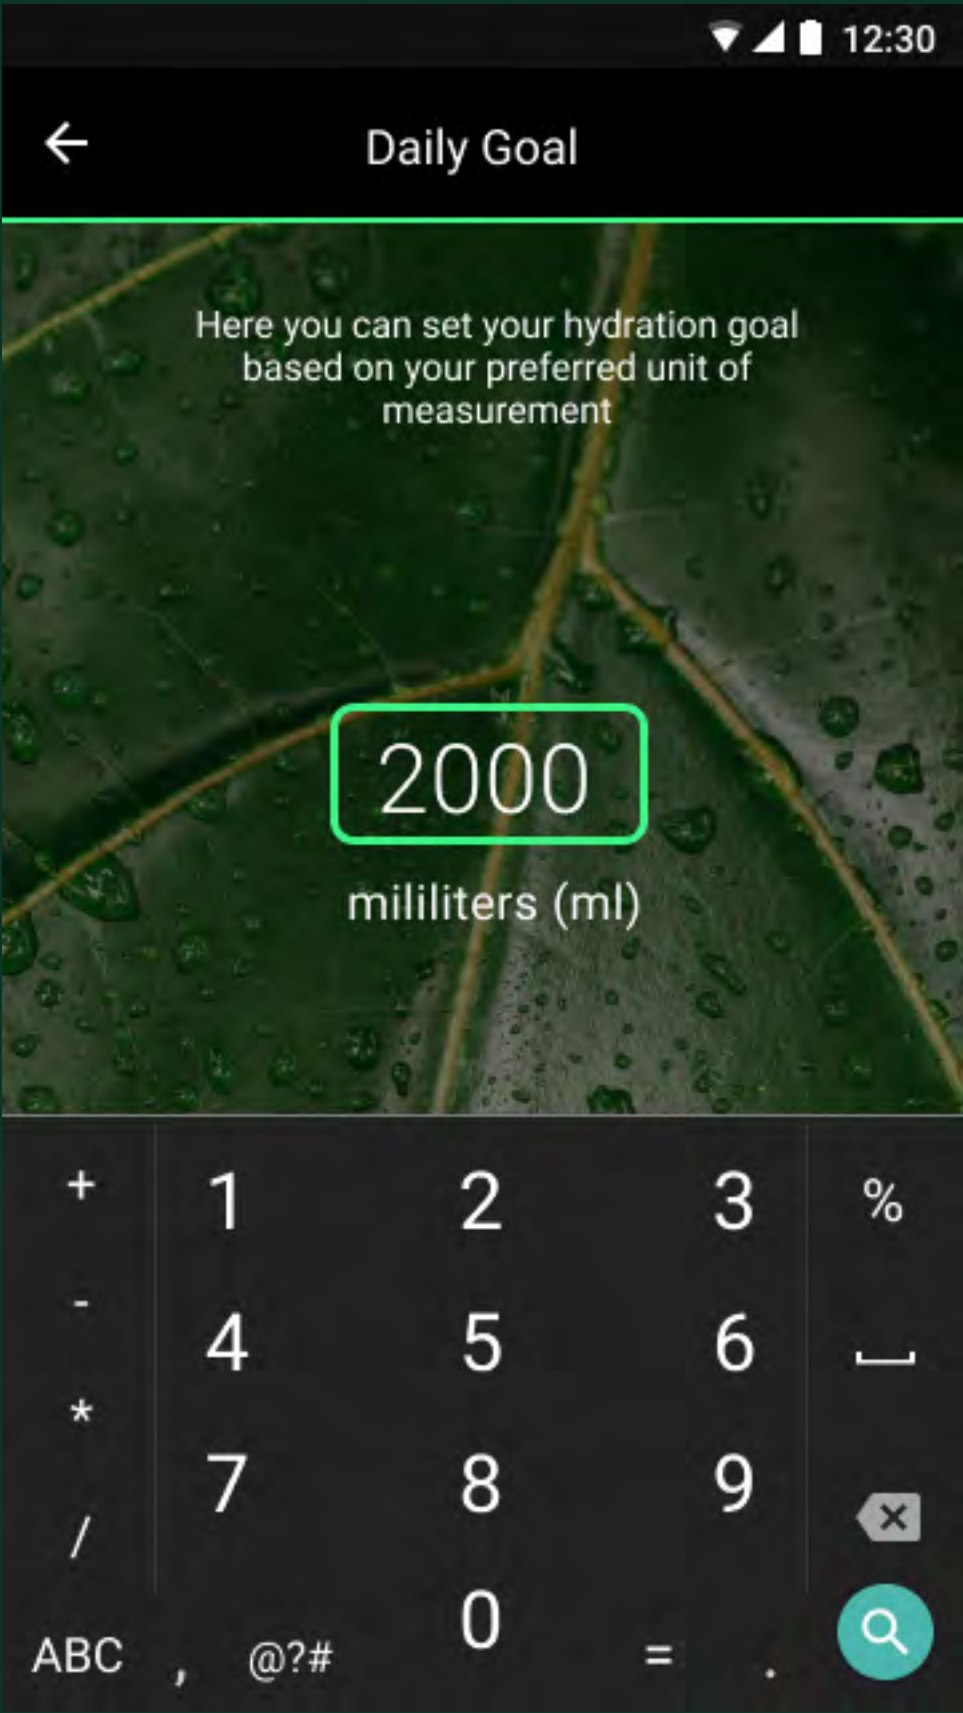 12:30
Daily Goal
Here you can set your hydration goal
based on your preferred unit of
measurement
2000
mililiters (ml)
+ 1 2 3 %
-
4 5 6
*
7 8 9
/
0
ABC , @?# = .